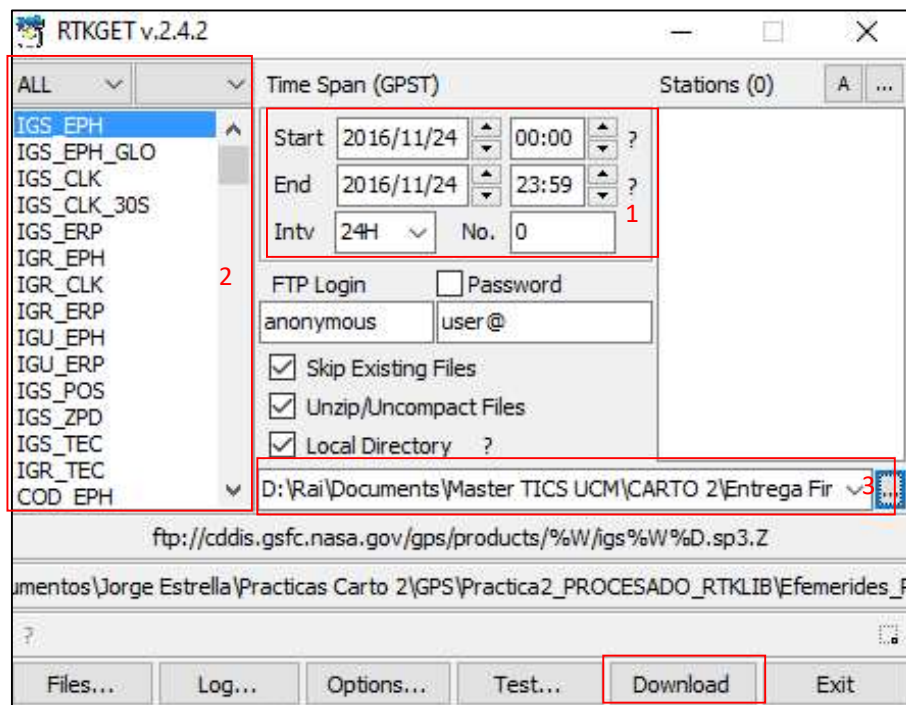 RTKGET v.2.4.2
ALL
Time Span (GPST)
Stations (0)
A
...
IGS_EPH
IGS_EPH_GLO
IGS_CLK
IGS_CLK_30S
IGS_ERP
IGR_EPH
IGR_CLK
IGR_ERP
IGU_EPH
IGU_ERP
IGS_POS
IGS_ZPD
IGS_TEC
IGR_TEC
COD_EPH
2
Start 2016/11/24 00:00 ?
End 2016/11/24 23:59 ?
1
Intv 24H No. 0
FTP Login Password
anonymous user@
Skip Existing Files
Unzip/Uncompact Files
Local Directory ?
D:\Rai\Documents\Master TICS UCM\CARTO 2\Entrega Fir 3 ...
ftp://cddis.gsfc.nasa.gov/gps/products/%W/igs%W%D.sp3.Z
umentos\Jorge Estrella\Practicas Carto 2\GPS\Practica2_PROCESADO_RTKLIB\Efemerides_P
?
Files... Log... Options... Test... Download Exit